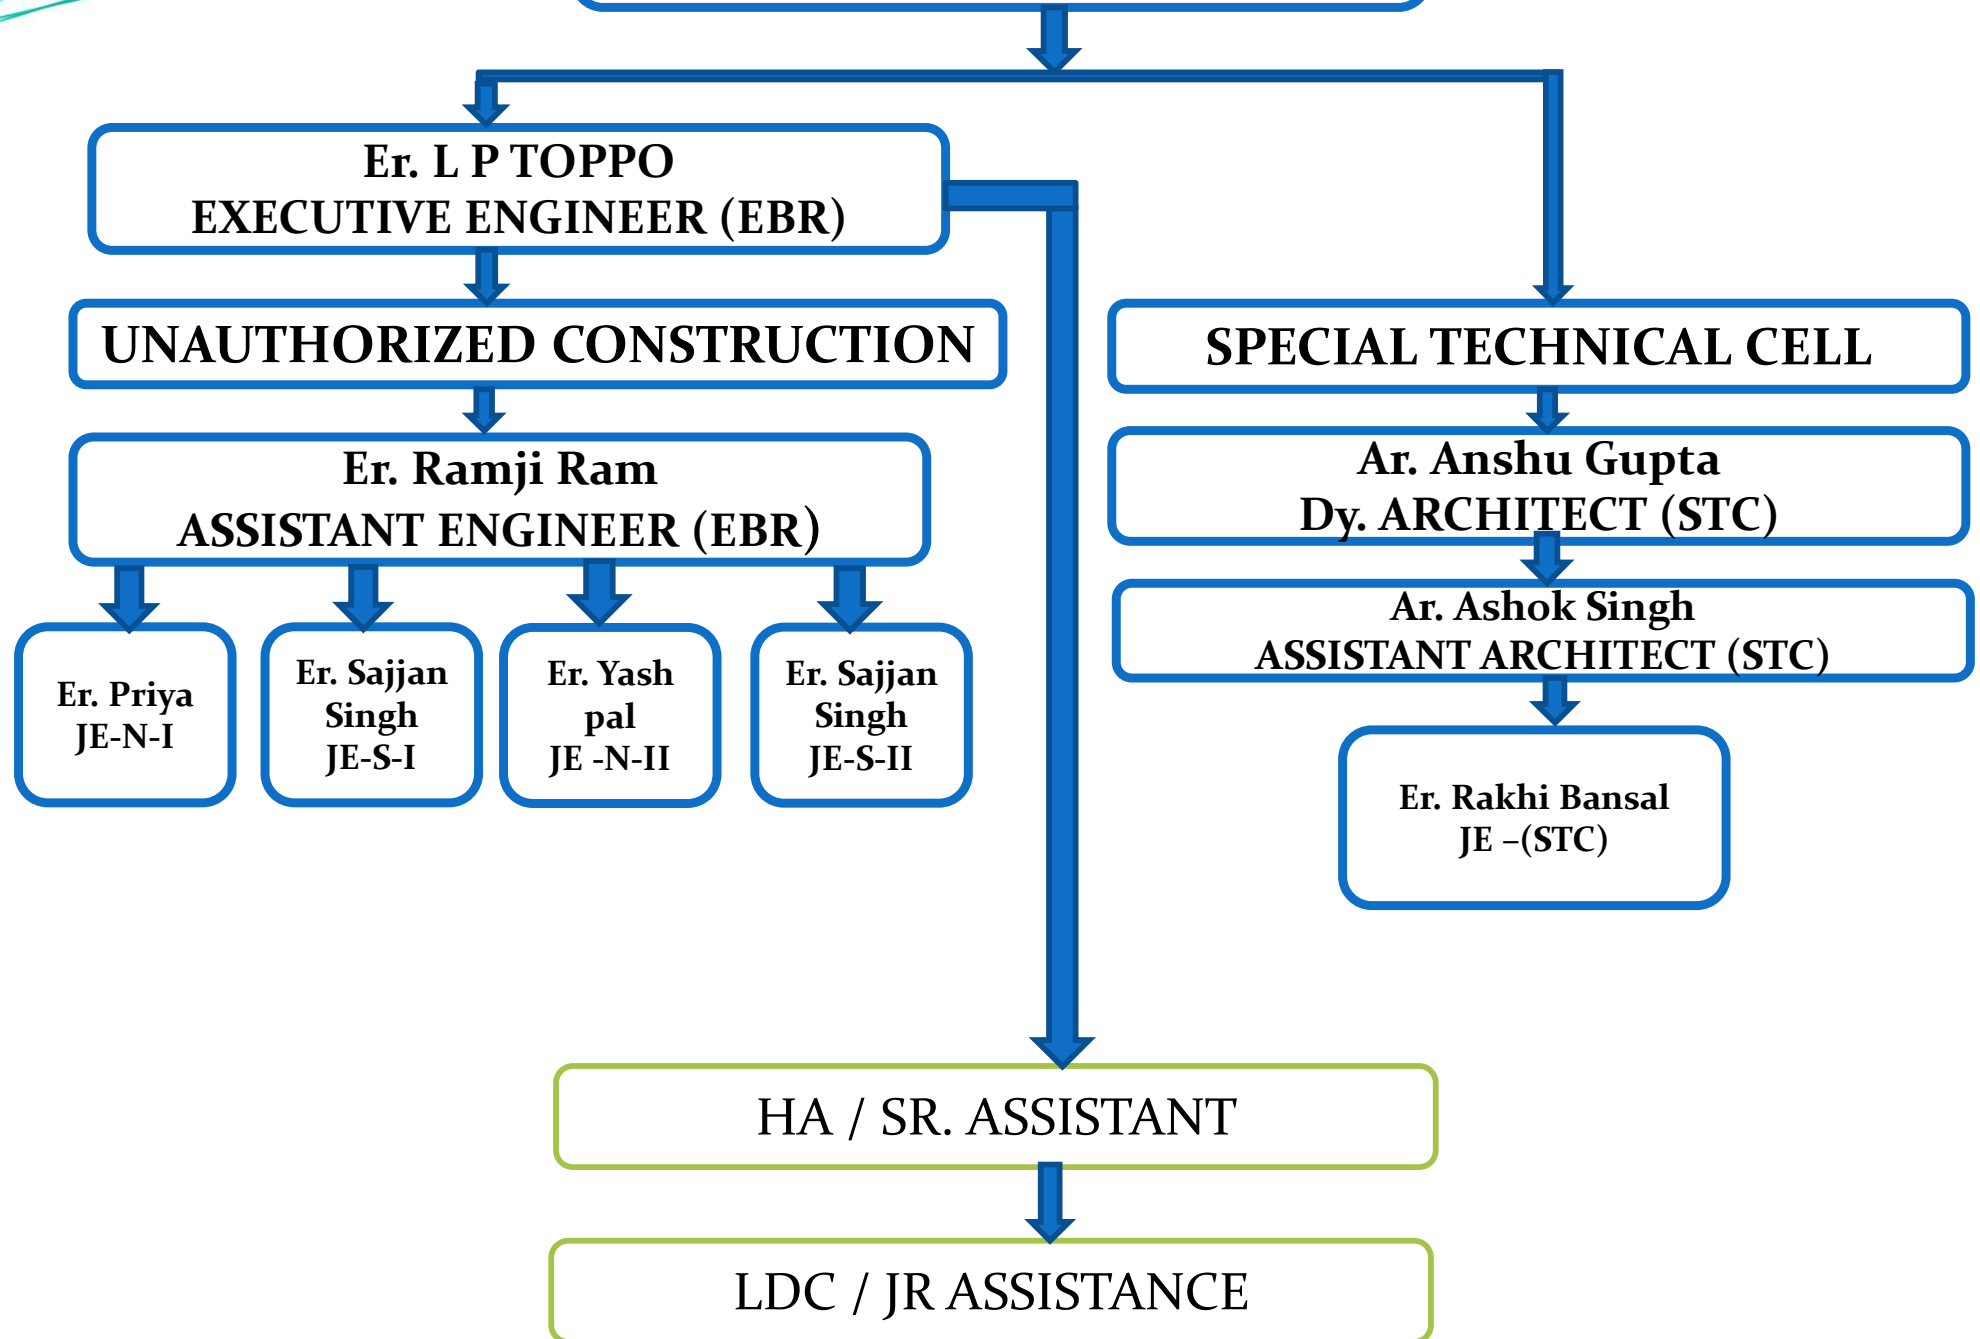 Er. L P TOPPO
EXECUTIVE ENGINEER (EBR)
UNAUTHORIZED CONSTRUCTION
SPECIAL TECHNICAL CELL
Er. Ramji Ram
ASSISTANT ENGINEER (EBR)
Ar. Anshu Gupta
Dy. ARCHITECT (STC)
Ar. Ashok Singh
ASSISTANT ARCHITECT (STC)
Er. Priya
JE-N-I
Er. Sajjan
Singh
JE-S-I
Er. Yash
pal
JE -N-II
Er. Sajjan
Singh
JE-S-II
Er. Rakhi Bansal
JE –(STC)
HA / SR. ASSISTANT
LDC / JR ASSISTANCE